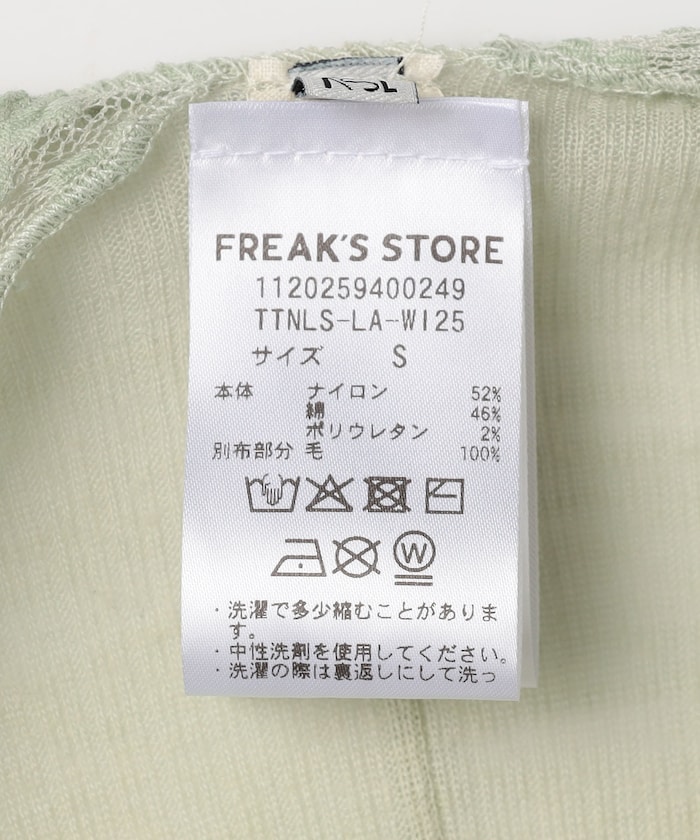 FREAK'S STORE
1120259400249
TTNLS-LA-WI25
サイズ S
本体 ナイロン 52%
綿 46%
ポリウレタン 2%
別布部分 毛 100%
W
・洗濯で多少縮むことがありま
す。
・中性洗剤を使用してください。
・洗濯の際は裏返しにして洗っ